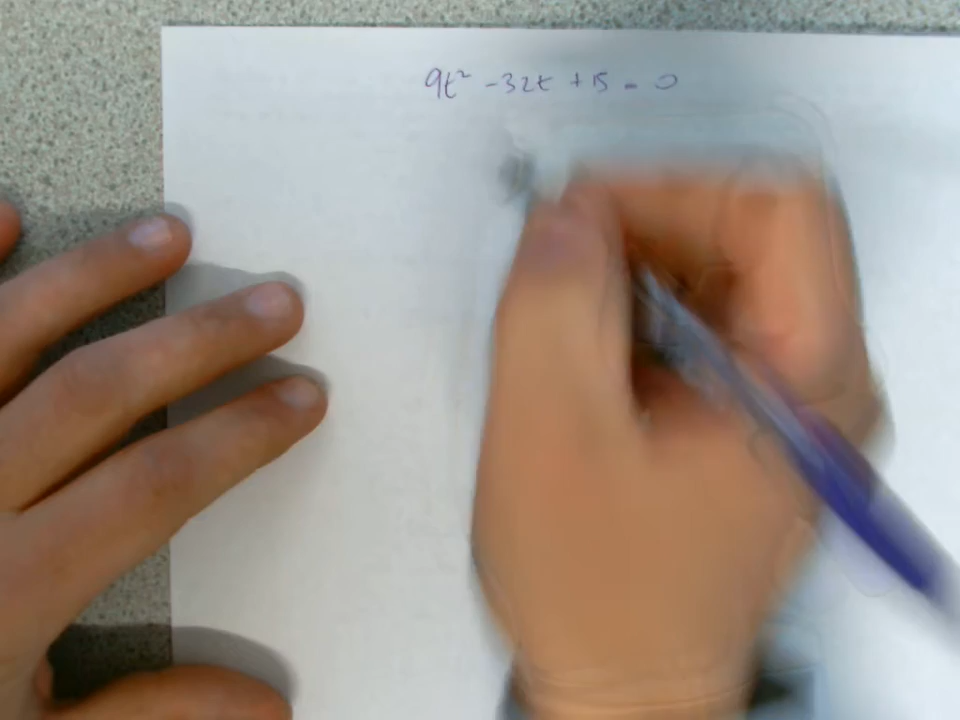 9t² - 32t + 15 = 0